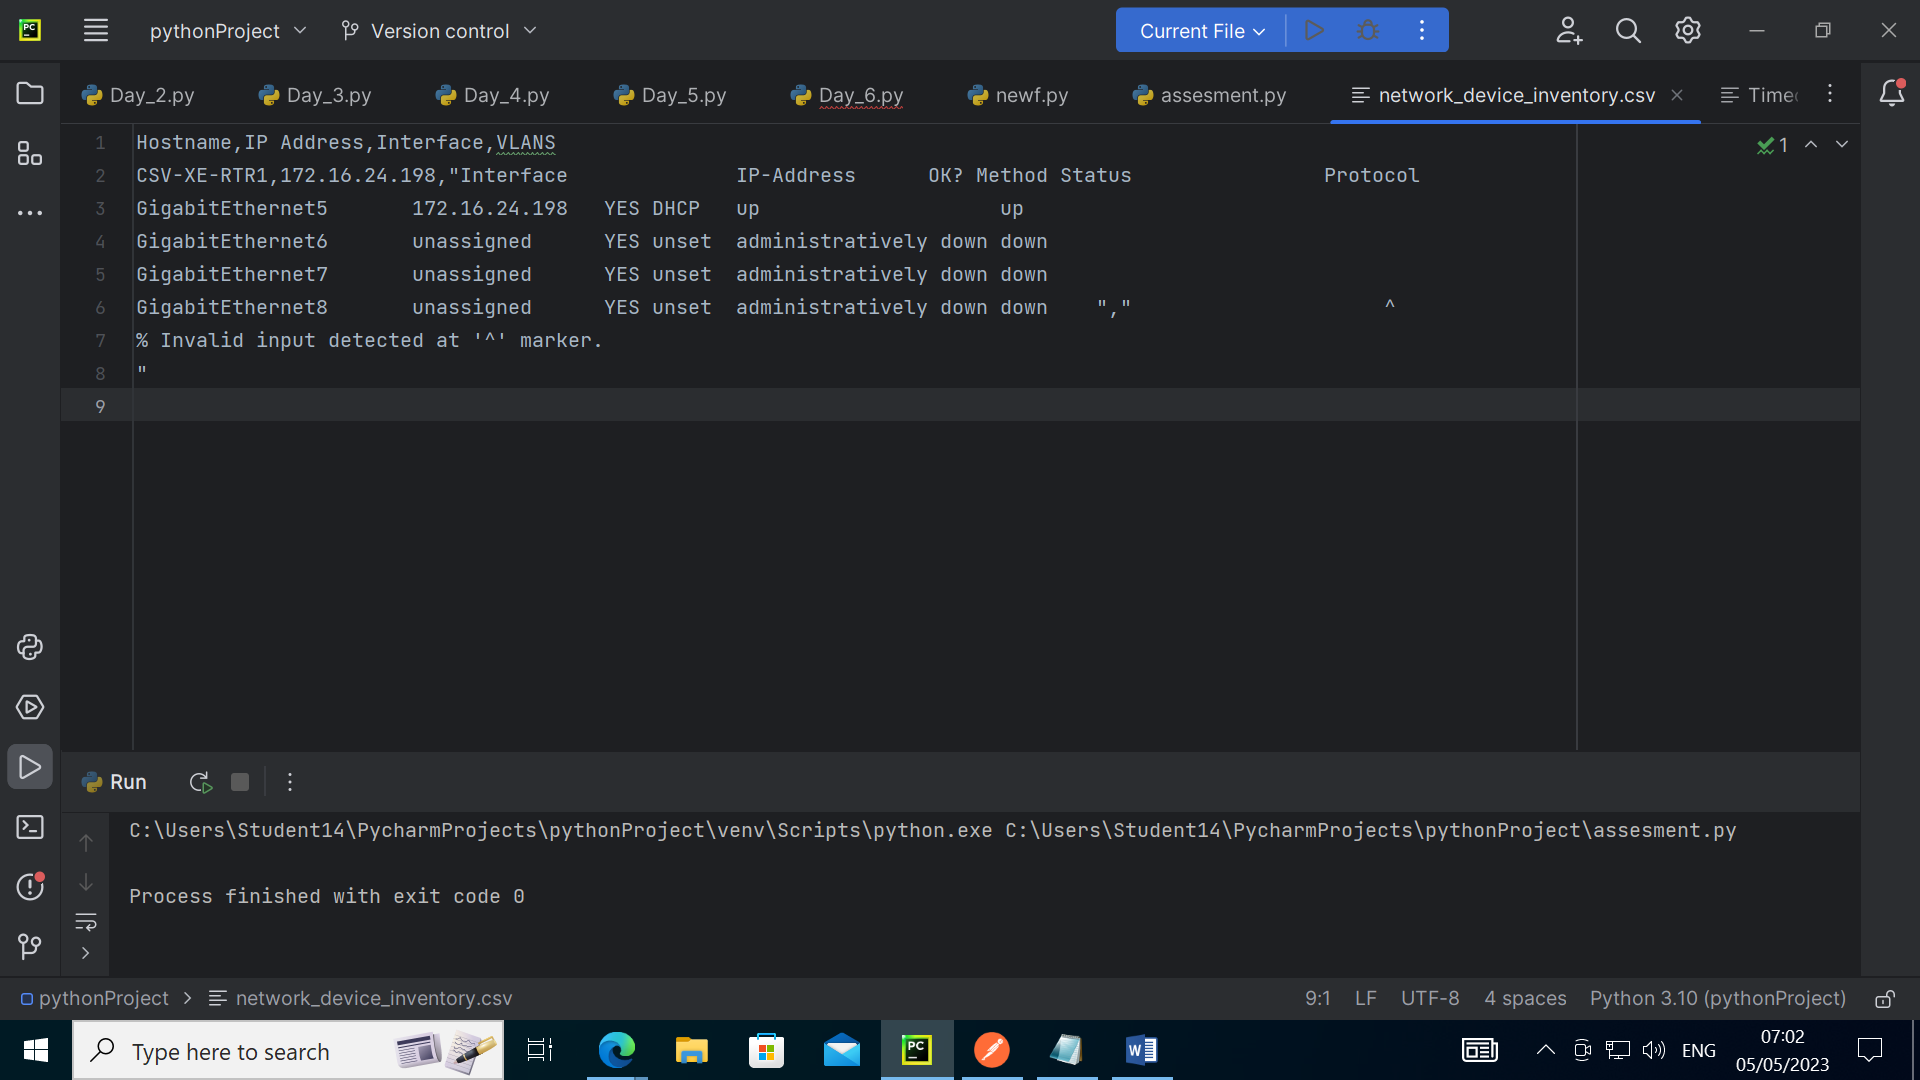 PC
pythonProject
Version control
Current File
Day_2.py
Day_3.py
Day_4.py
Day_5.py
Day_6.py
newf.py
assesment.py
network_device_inventory.csv
1 Hostname,IP Address,Interface,VLANS
1
2 CSV-XE-RTR1,172.16.24.198,"Interface              IP-Address      OK? Method Status                Protocol
3 GigabitEthernet5       172.16.24.198   YES DHCP   up                    up
4 GigabitEthernet6       unassigned      YES unset  administratively down down
5 GigabitEthernet7       unassigned      YES unset  administratively down down
6 GigabitEthernet8       unassigned      YES unset  administratively down down    ","                     ^
7 % Invalid input detected at '^' marker.
8 "
9
Run
C:\Users\Student14\PycharmProjects\pythonProject\venv\Scripts\python.exe C:\Users\Student14\PycharmProjects\pythonProject\assesment.py
Process finished with exit code 0
pythonProject > network_device_inventory.csv
9:1 LF UTF-8 4 spaces Python 3.10 (pythonProject)
Type here to search
PC
W
ENG
07:02
05/05/2023